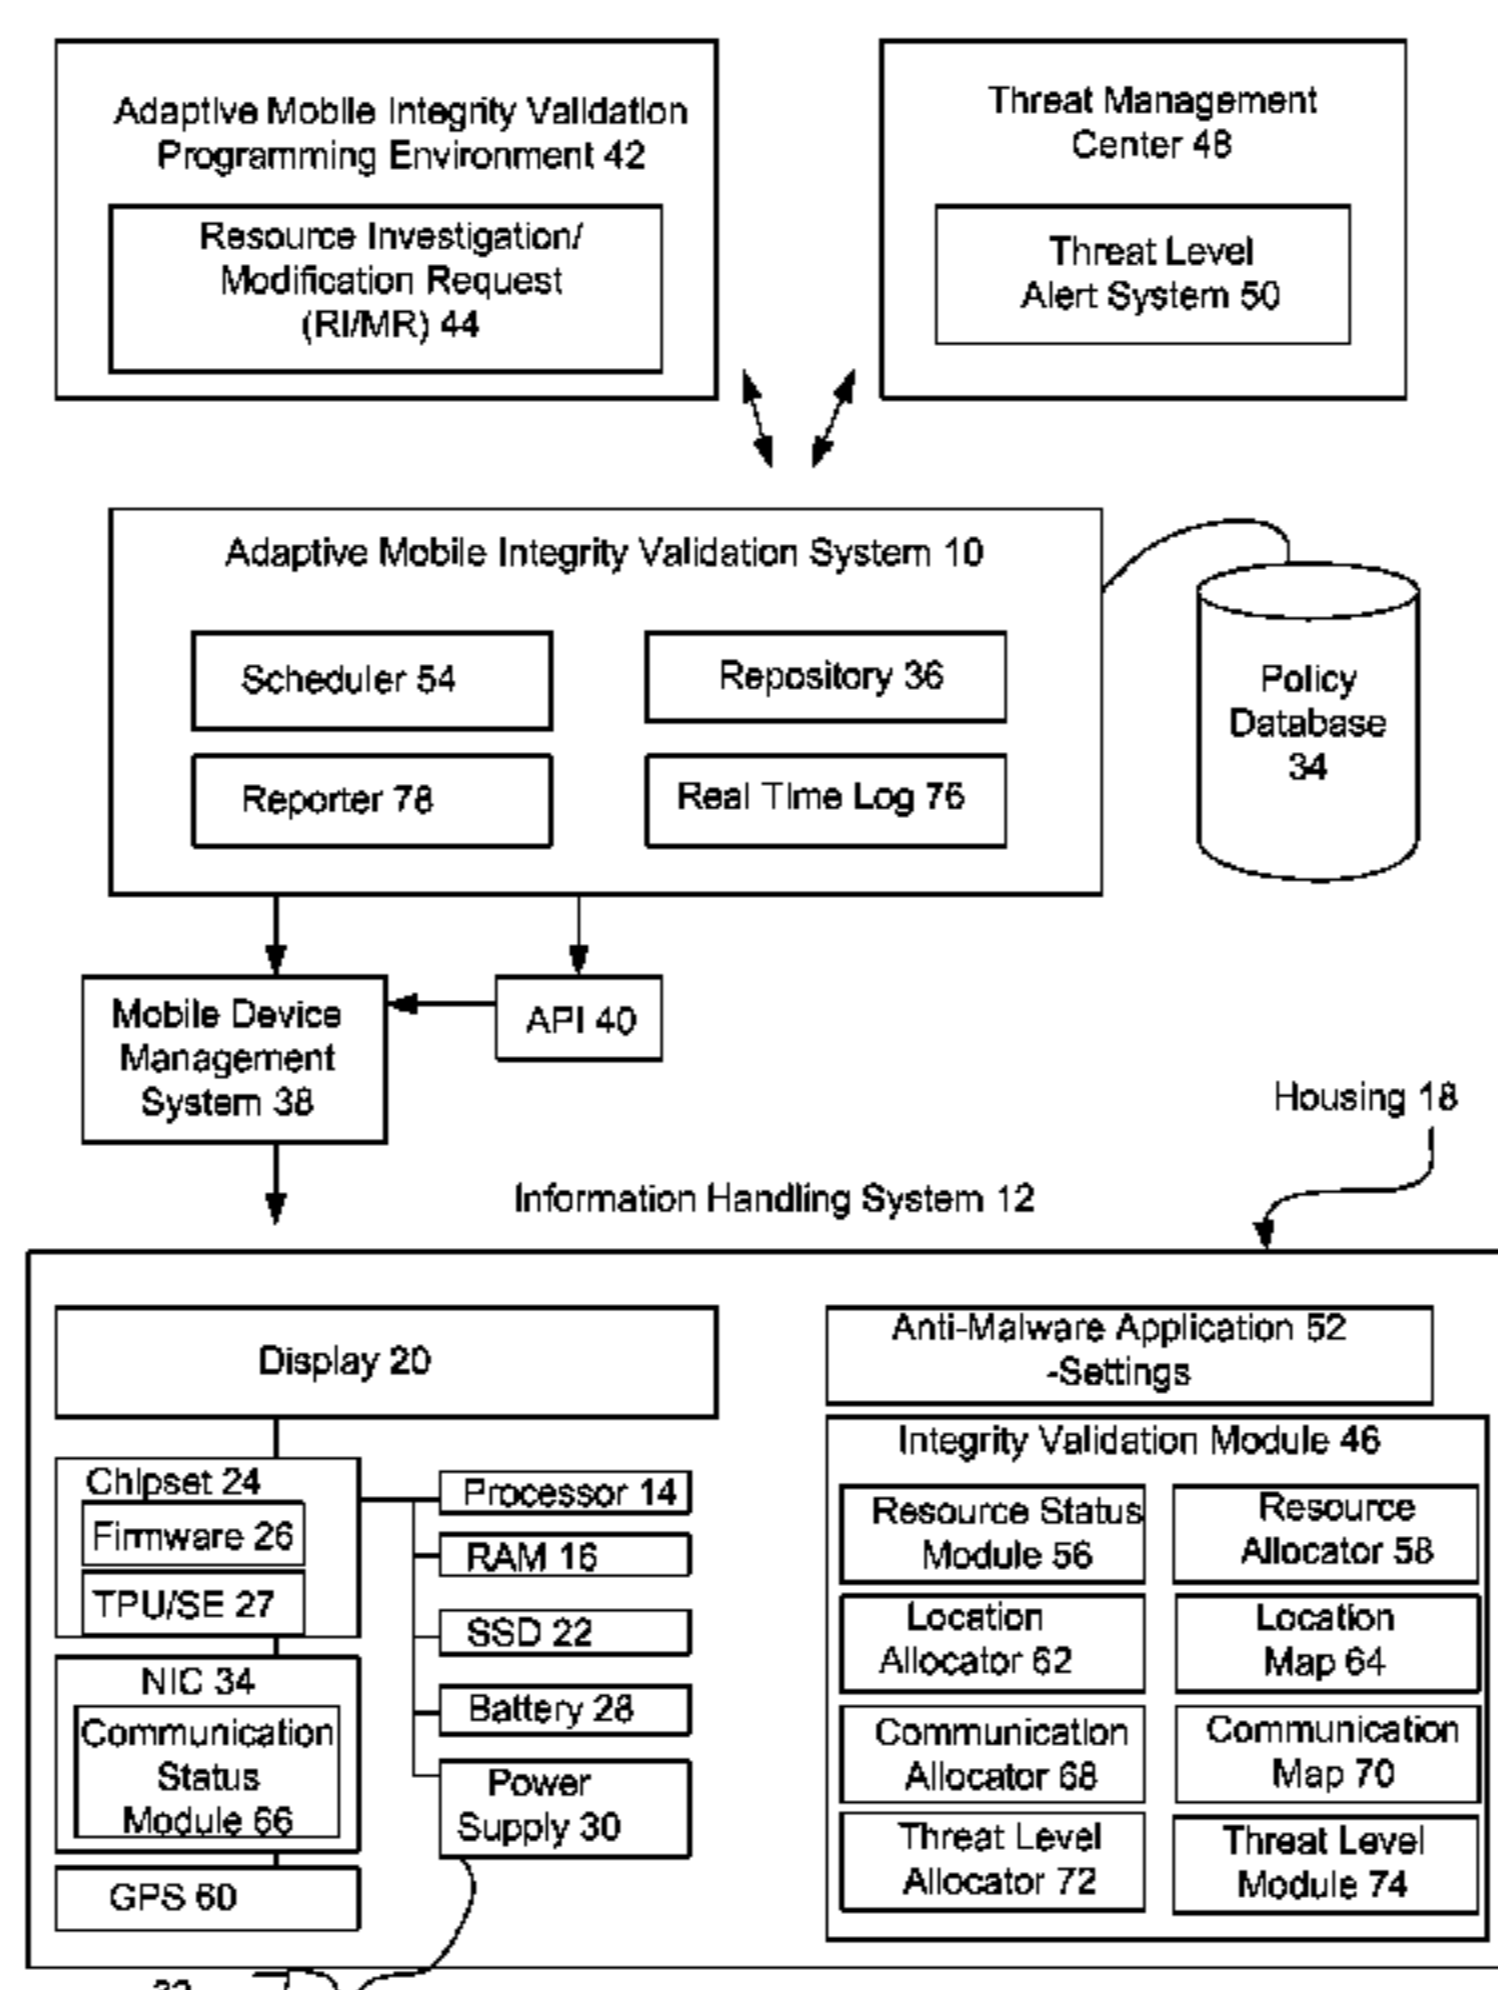 Adaptive Mobile Integrity Validation
Programming Environment 42
Resource Investigation/
Modification Request
(RI/MR) 44
Threat Management
Center 48
Threat Level
Alert System 50
Adaptive Mobile Integrity Validation System 10
Scheduler 54
Repository 36
Reporter 78
Real Time Log 76
Policy
Database
34
Mobile Device
Management
System 38
API 40
Housing 18
Information Handling System 12
Display 20
Chipset 24
Firmware 26
TPU/SE 27
NIC 34
Communication
Status
Module 66
GPS 60
Processor 14
RAM 16
SSD 22
Battery 28
Power
Supply 30
Anti-Malware Application 52
-Settings
Integrity Validation Module 46
Resource Status
Module 56
Resource
Allocator 58
Location
Allocator 62
Location
Map 64
Communication
Allocator 68
Communication
Map 70
Threat Level
Allocator 72
Threat Level
Module 74